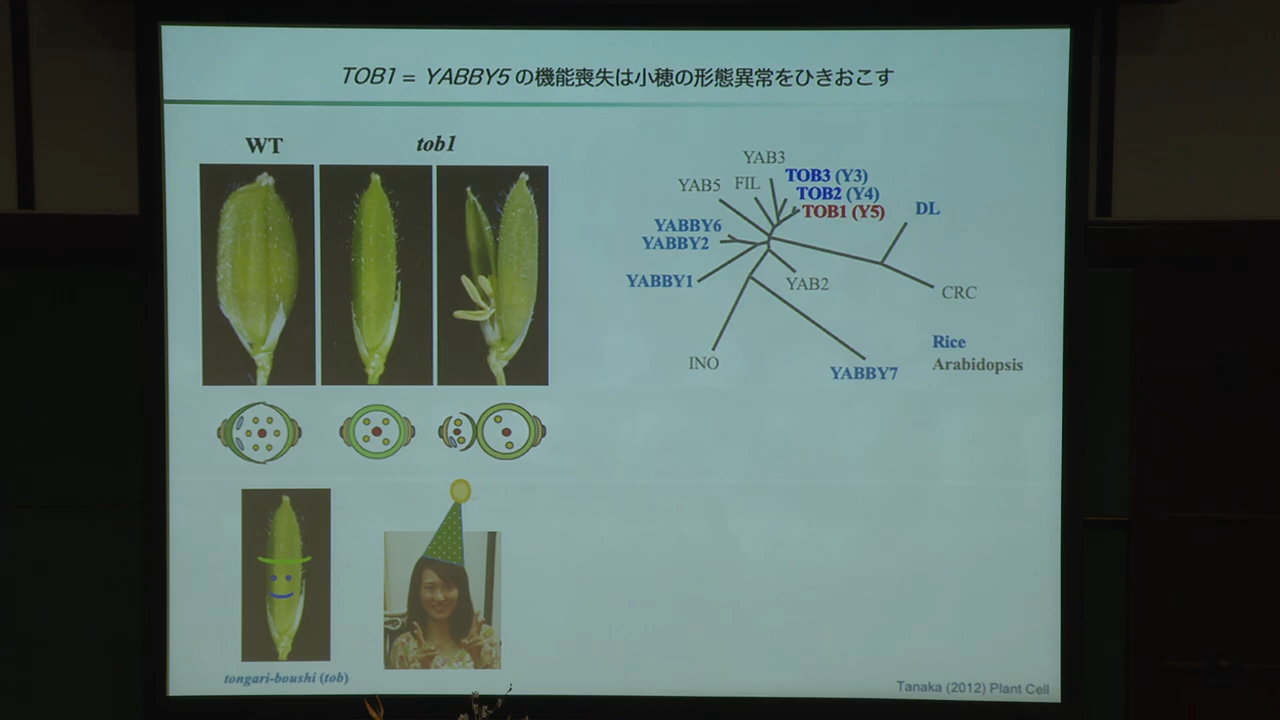 TOB1 = YABBY5 の機能喪失は小穂の形態異常をひきおこす
WT
tob1
YAB3
YAB5
FIL
TOB3 (Y3)
TOB2 (Y4)
TOB1 (Y5)
DL
YABBY6
YABBY2
YABBY1
YAB2
CRC
INO
YABBY7
Rice
Arabidopsis
tongari-boushi (tob)
Tanaka (2012) Plant Cell